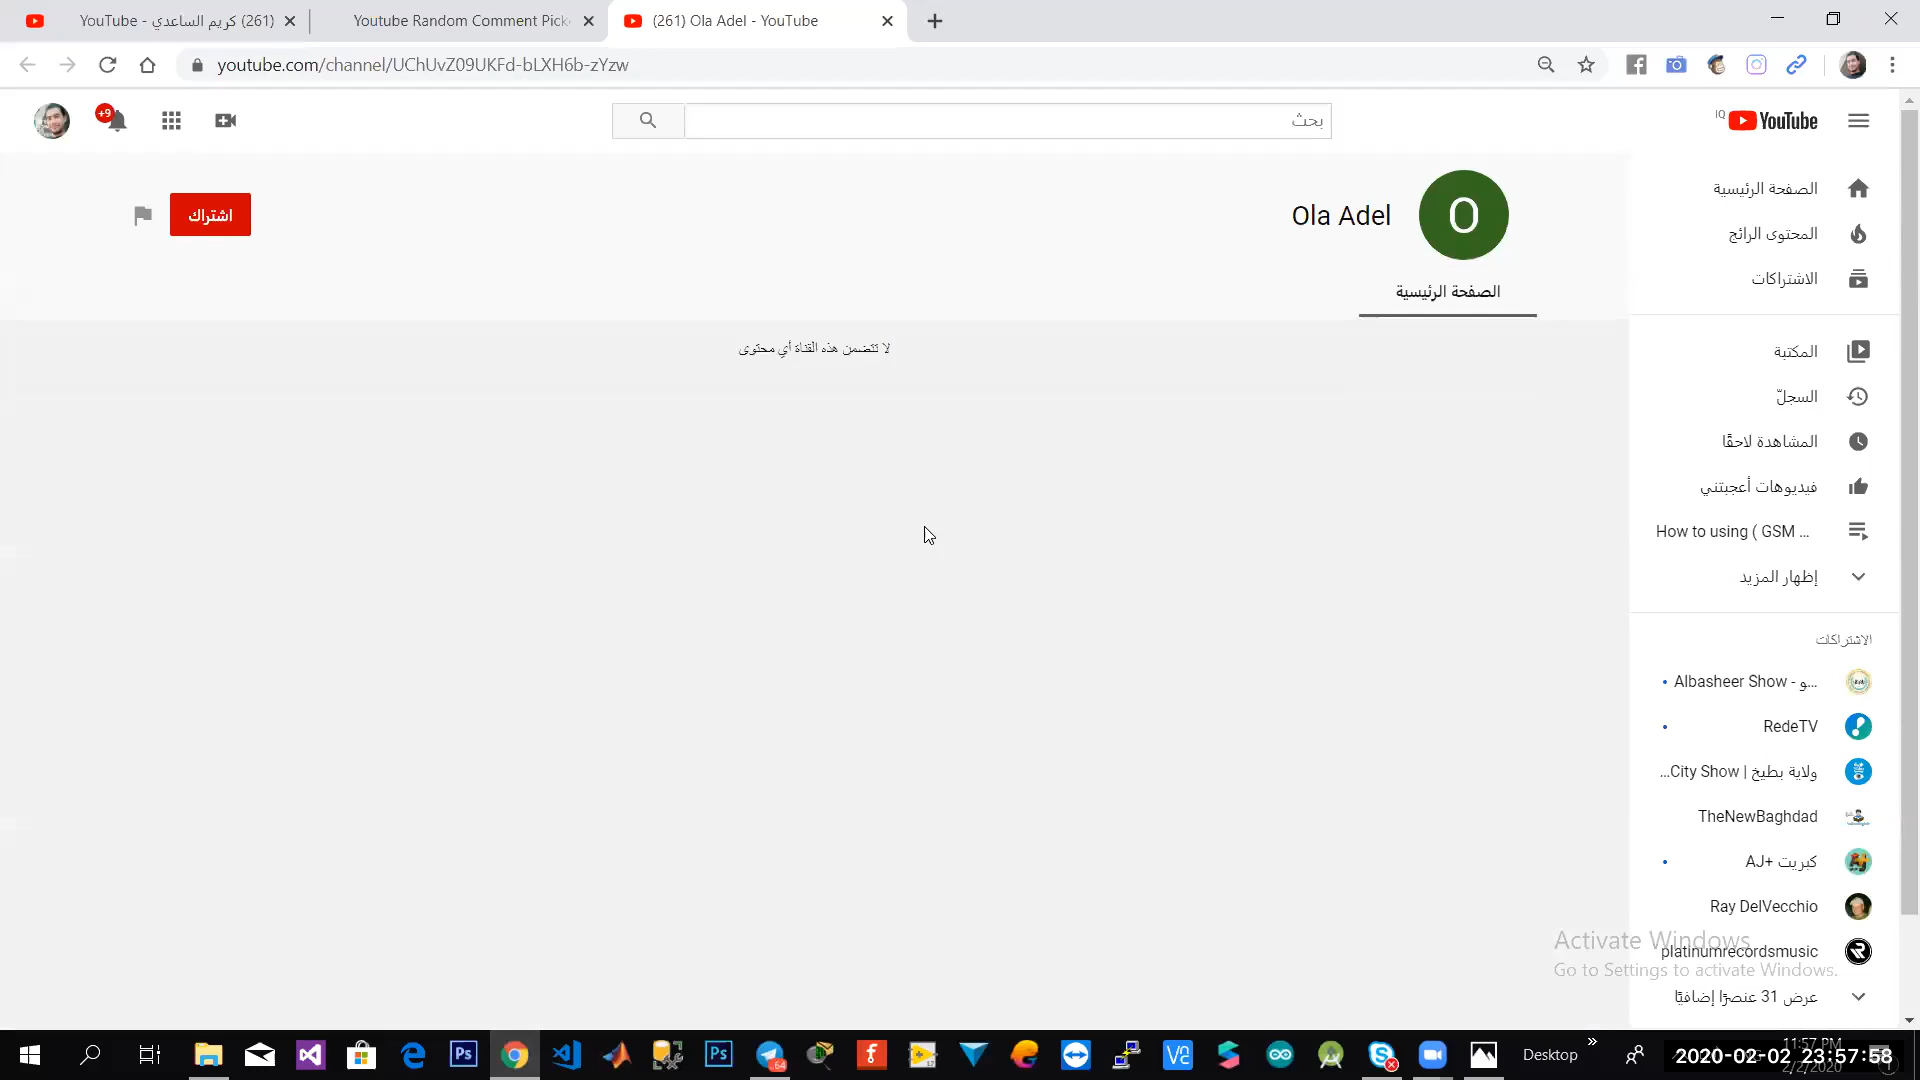 YouTube - كريم الساعدي (261)
Youtube Random Comment Pick
(261) Ola Adel - YouTube
youtube.com/channel/UChUvZ09UKFd-bLXH6b-zYzw
+9
بحث
YouTube IQ
اشتراك
Ola Adel
O
الصفحة الرئيسية
لا تتضمن هذه القناة أي محتوى
الصفحة الرئيسية
المحتوى الرائج
الاشتراكات
المكتبة
السجلّ
المشاهدة لاحقًا
فيديوهات أعجبتني
How to using ( GSM ...
إظهار المزيد
الاشتراكات
Albasheer Show - و...
RedeTV
ولاية بطيخ | City Show...
TheNewBaghdad
كبريت +AJ
Ray DelVecchio
platinumrecordsmusic
عرض 31 عنصرًا إضافيًا
Activate Windows
Go to Settings to activate Windows.
Ps
Ps
64
Desktop
11:57 PM
2/2/2020
2020-02-02 23:57:58